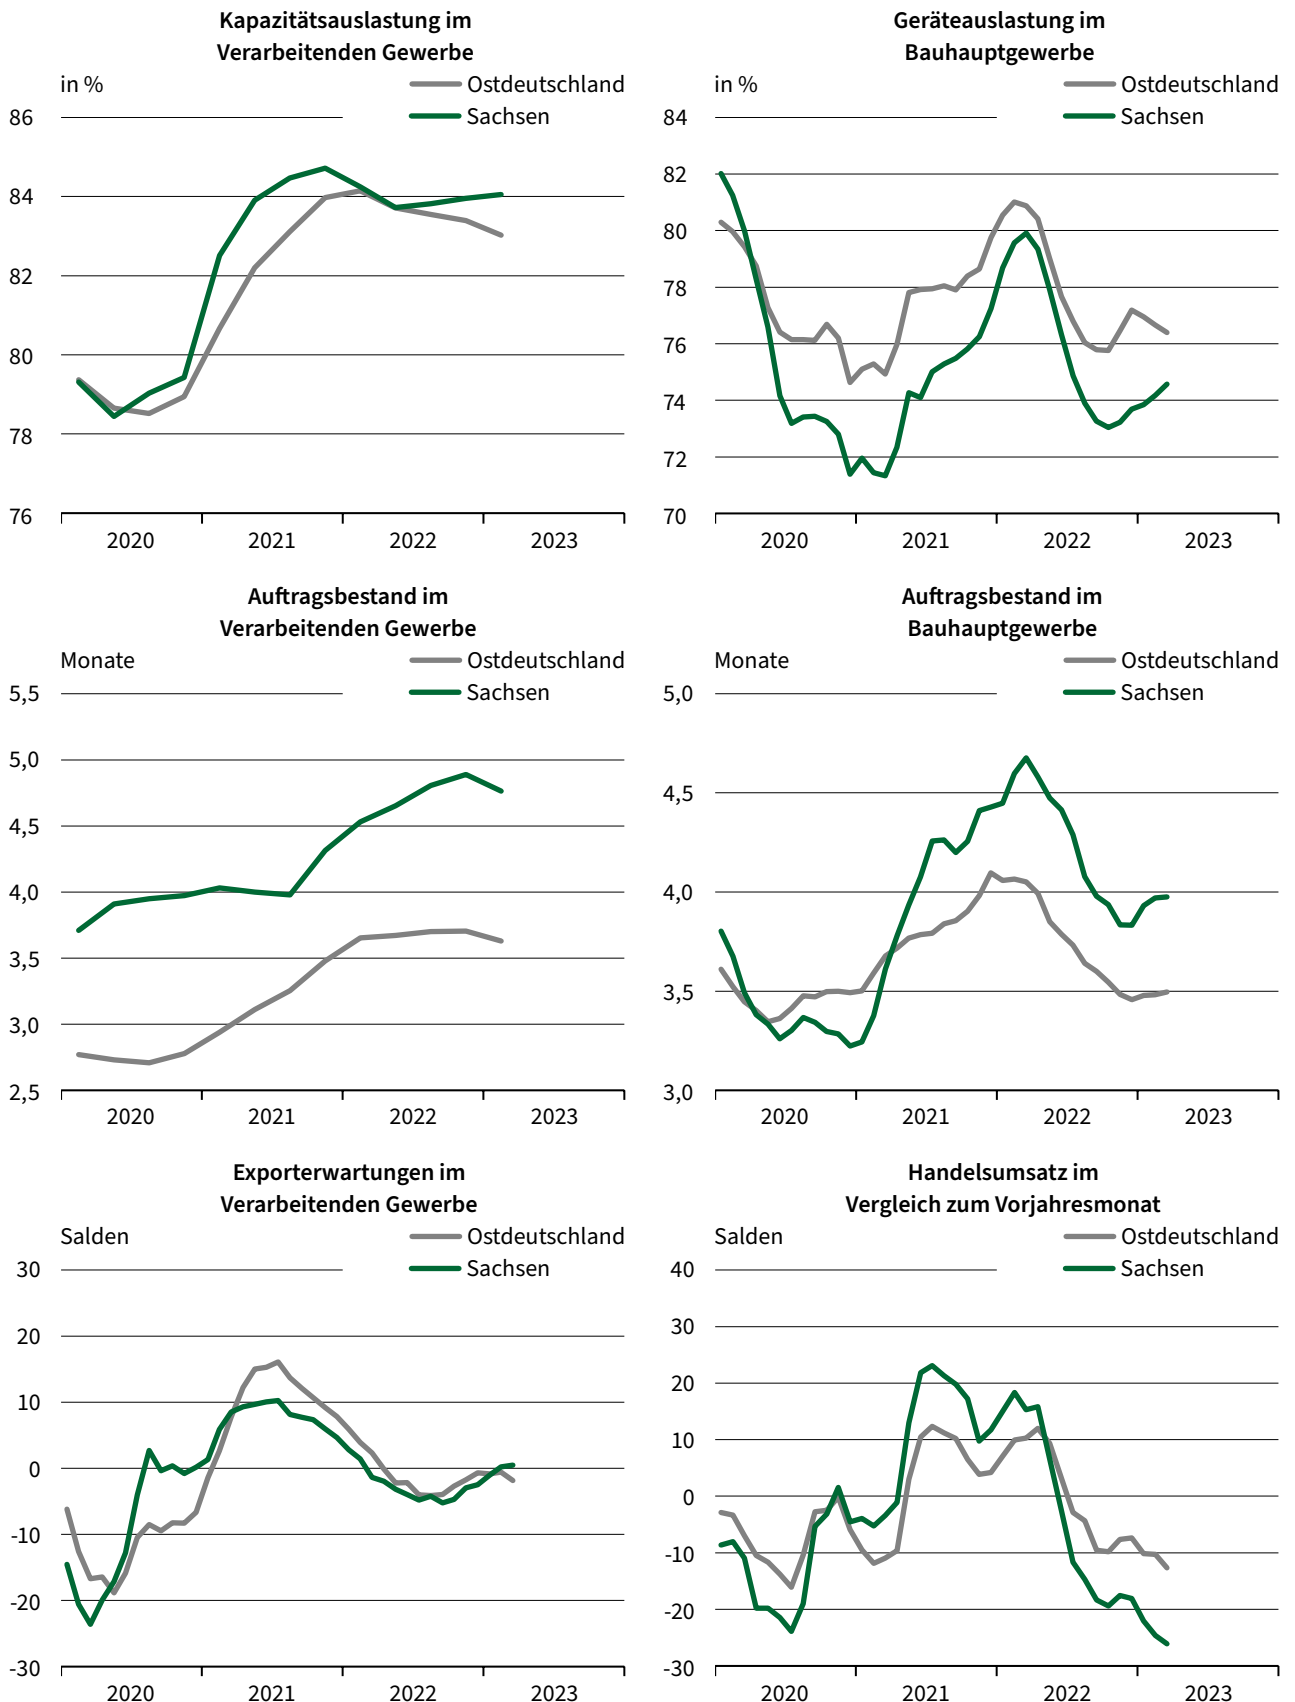 Kapazitätsauslastung im
Verarbeitenden Gewerbe
in %
Ostdeutschland
Sachsen
86
84
82
80
78
76
2020
2021
2022
2023
Geräteauslastung im
Bauhauptgewerbe
in %
Ostdeutschland
Sachsen
84
82
80
78
76
74
72
70
2020
2021
2022
2023
Auftragsbestand im
Verarbeitenden Gewerbe
Monate
Ostdeutschland
Sachsen
5,5
5,0
4,5
4,0
3,5
3,0
2,5
2020
2021
2022
2023
Auftragsbestand im
Bauhauptgewerbe
Monate
Ostdeutschland
Sachsen
5,0
4,5
4,0
3,5
3,0
2020
2021
2022
2023
Exporterwartungen im
Verarbeitenden Gewerbe
Salden
Ostdeutschland
Sachsen
30
20
10
0
-10
-20
-30
2020
2021
2022
2023
Handelsumsatz im
Vergleich zum Vorjahresmonat
Salden
Ostdeutschland
Sachsen
40
30
20
10
0
-10
-20
-30
2020
2021
2022
2023